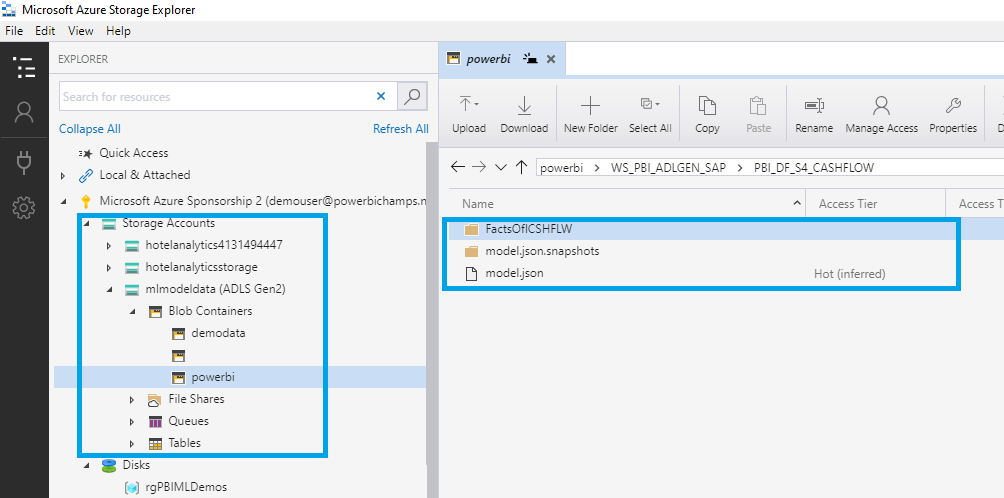 Microsoft Azure Storage Explorer
File Edit View Help
EXPLORER
Search for resources
Collapse All Refresh All
Quick Access
Local & Attached
Microsoft Azure Sponsorship 2 (demouser@powerbichamps.n
Storage Accounts
hotelanalytics4131494447
hotelanalyticsstorage
mlmodeldata (ADLS Gen2)
Blob Containers
demodata
powerbi
File Shares
Queues
Tables
Disks
rgPBIMLDemos
powerbi
Upload Download New Folder Select All Copy Paste Rename Manage Access Properties D
powerbi WS_PBI_ADLGEN_SAP PBI_DF_S4_CASHFLOW
Name Access Tier Access T
FactsOfICSHFLW
model.json.snapshots
model.json Hot (inferred)